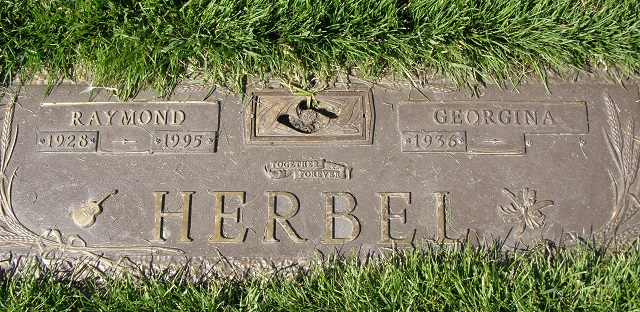 RAYMOND
1928 1995
GEORGINA
1936
TOGETHER
FOREVER
HERBEL